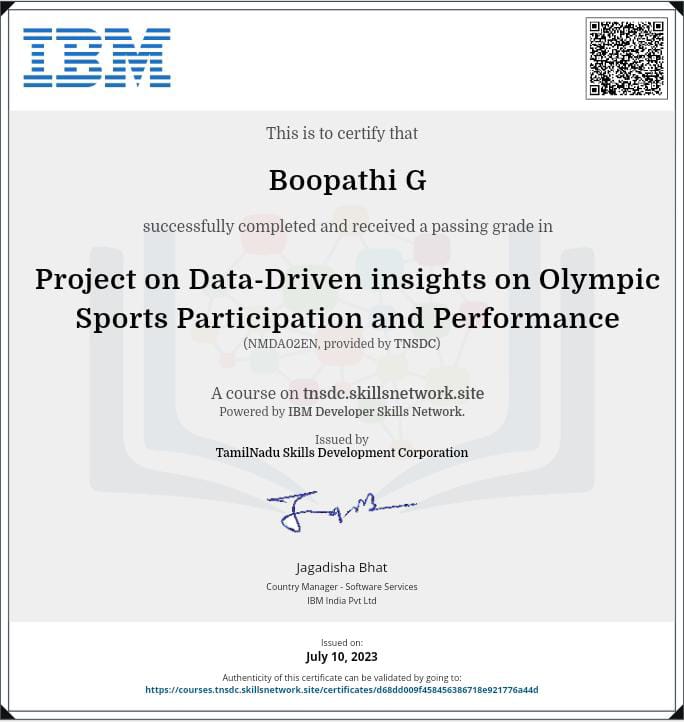 IBM
This is to certify that
Boopathi G
successfully completed and received a passing grade in
Project on Data-Driven insights on Olympic
Sports Participation and Performance
(NMDA02EN, provided by TNSDC)
A course on tnsdc.skillsnetwork.site
Powered by IBM Developer Skills Network.
Issued by
TamilNadu Skills Development Corporation
Jagadisha Bhat
Country Manager - Software Services
IBM India Pvt Ltd
Issued on:
July 10, 2023
Authenticity of this certificate can be validated by going to:
https://courses.tnsdc.skillsnetwork.site/certificates/d68dd009f458456386718e921776a44d